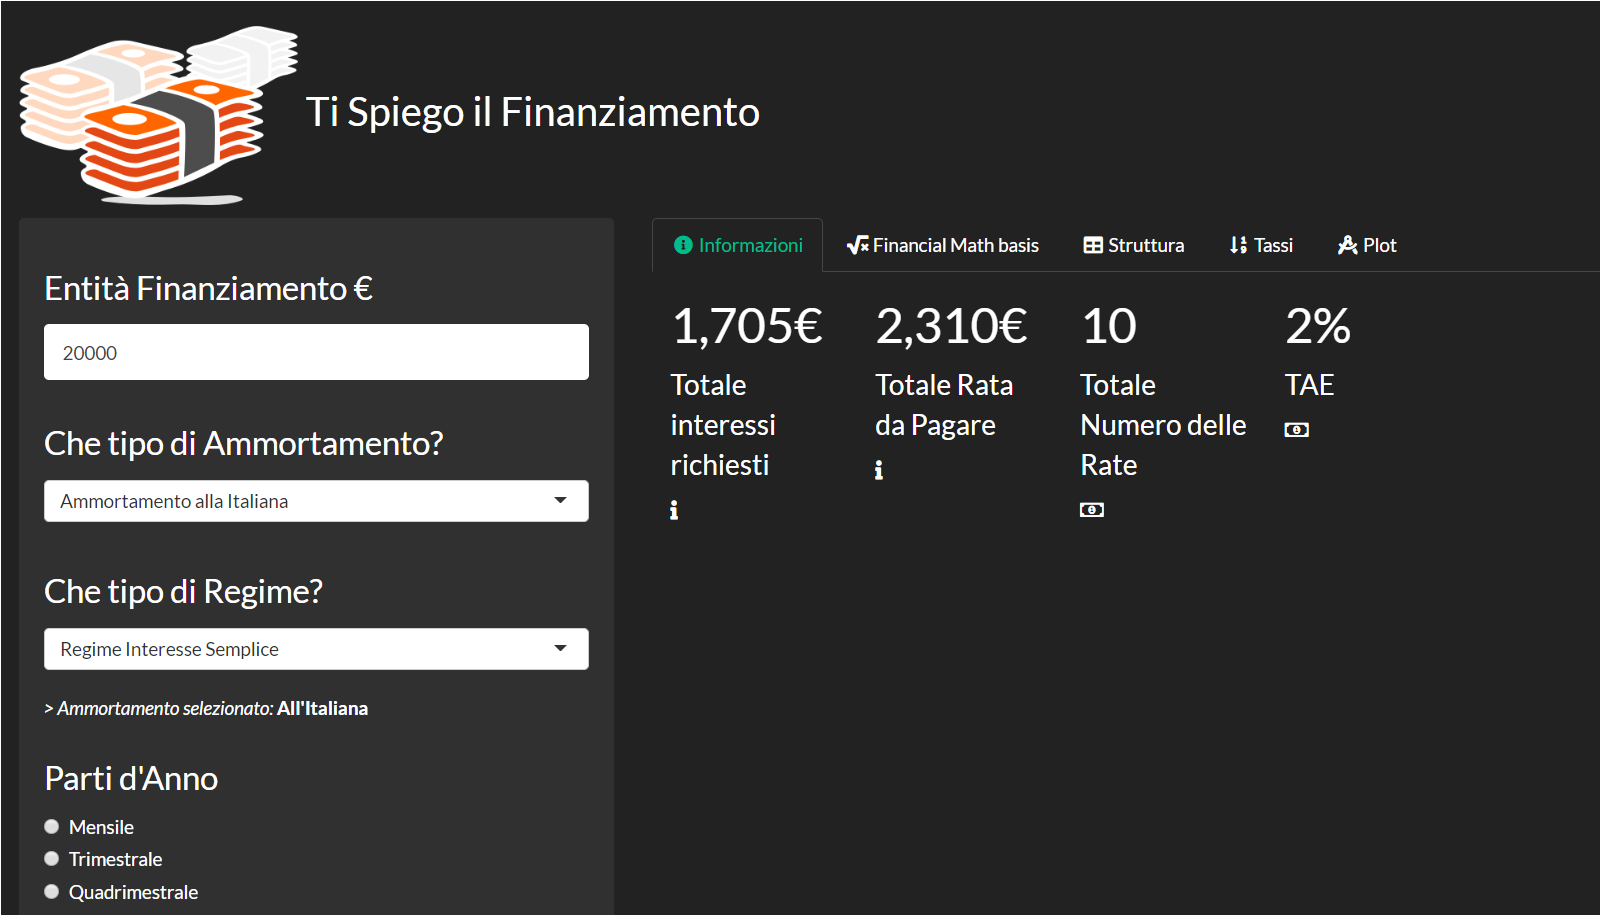 Ti Spiego il Finanziamento
Entità Finanziamento €
20000
Che tipo di Ammortamento?
Ammortamento alla Italiana
Che tipo di Regime?
Regime Interesse Semplice
> Ammortamento selezionato: All'Italiana
Parti d'Anno
Mensile
Trimestrale
Quadrimestrale
Informazioni
Financial Math basis
Struttura
Tassi
Plot
1,705€
Totale
interessi
richiesti
2,310€
Totale Rata
da Pagare
10
Totale
Numero delle
Rate
2%
TAE